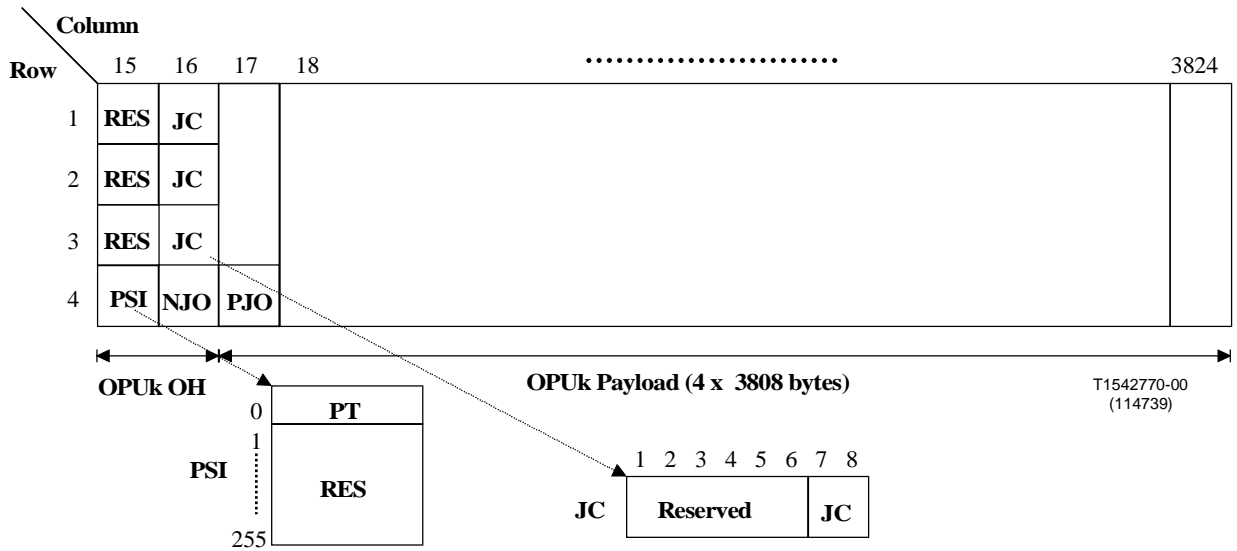 Column
Row 15 16 17 18 ........................ 3824
1 RES JC
2 RES JC
3 RES JC
4 PSI NJO PJO
OPUk OH OPUk Payload (4 x 3808 bytes) T1542770-00
(114739)
0 PT
1
PSI RES
255
1 2 3 4 5 6 7 8
JC Reserved JC